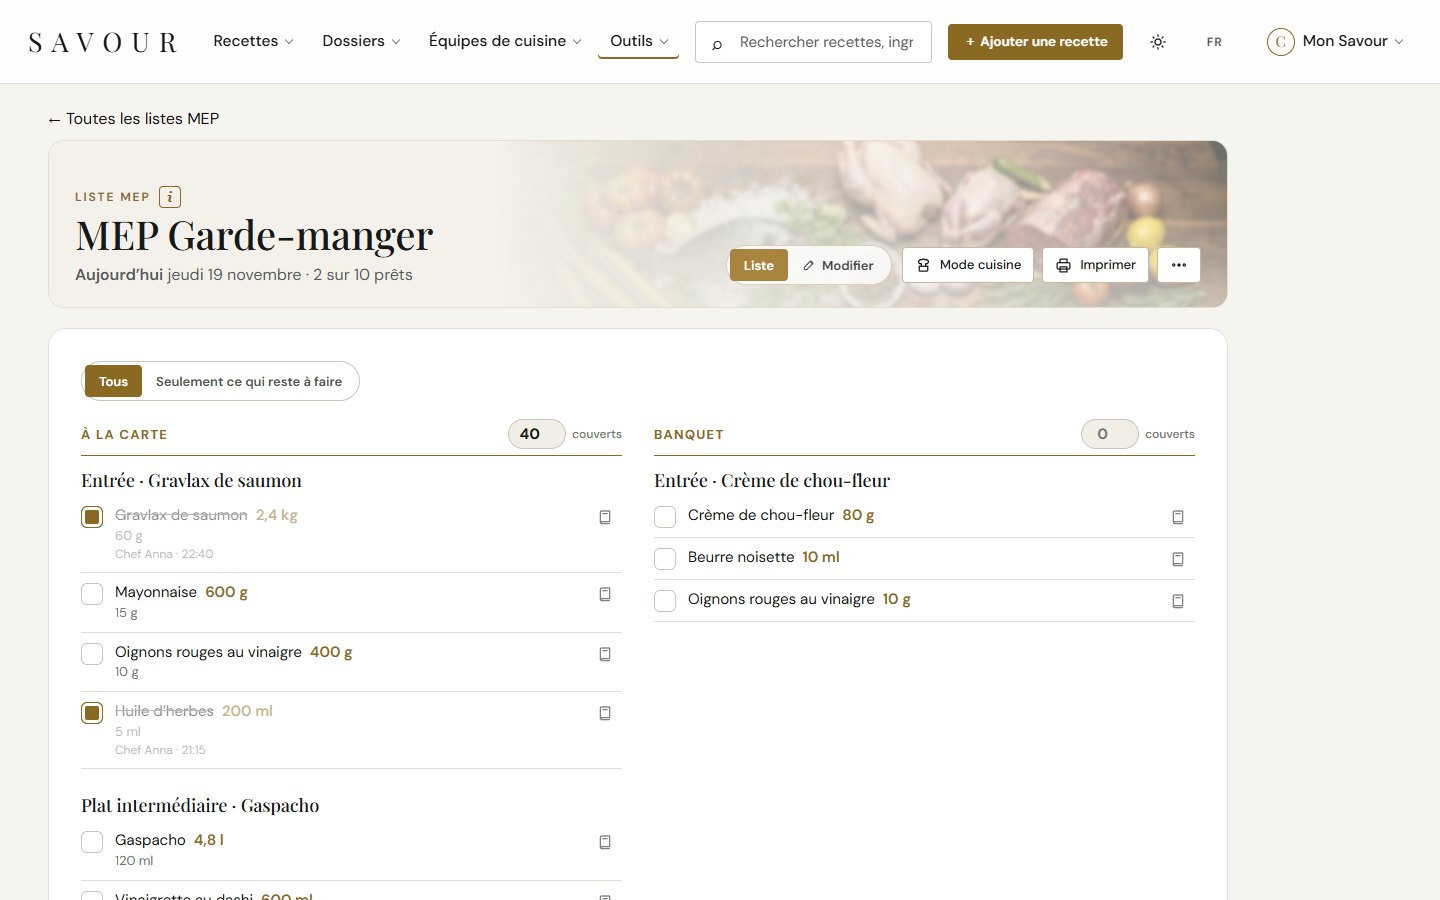 SAVOUR
Recettes
Dossiers
Équipes de cuisine
Outils
Rechercher recettes, ingr
+ Ajouter une recette
FR
C
Mon Savour
← Toutes les listes MEP
LISTE MEP i
MEP Garde-manger
Aujourd’hui jeudi 19 novembre · 2 sur 10 prêts
Liste
Modifier
Mode cuisine
Imprimer
•••
Tous
Seulement ce qui reste à faire
À LA CARTE
40 couverts
Entrée · Gravlax de saumon
Gravlax de saumon 2,4 kg
60 g
Chef Anna · 22:40
Mayonnaise 600 g
15 g
Oignons rouges au vinaigre 400 g
10 g
Huile d’herbes 200 ml
5 ml
Chef Anna · 21:15
Plat intermédiaire · Gaspacho
Gaspacho 4,8 l
120 ml
Vinaigrette au dashi 600 ml
BANQUET
0 couverts
Entrée · Crème de chou-fleur
Crème de chou-fleur 80 g
Beurre noisette 10 ml
Oignons rouges au vinaigre 10 g